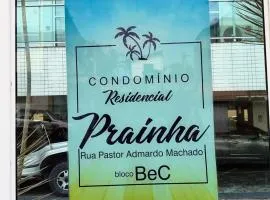 CONDOMÍNIO
Residencial
Prainha
Rua Pastor Admardo Machado
bloco BeC